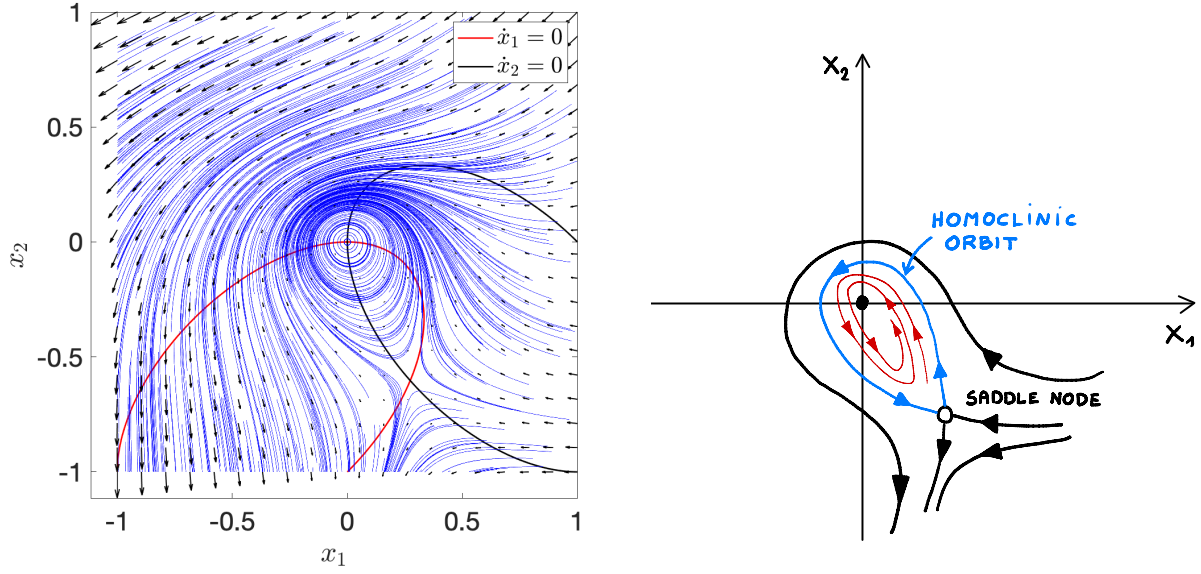 1
0.5
0
-0.5
-1
-1
-0.5
0
0.5
1
x₂
x₁
ẋ₁ = 0
ẋ₂ = 0
X₂
HOMOCLINIC
ORBIT
X₁
SADDLE NODE